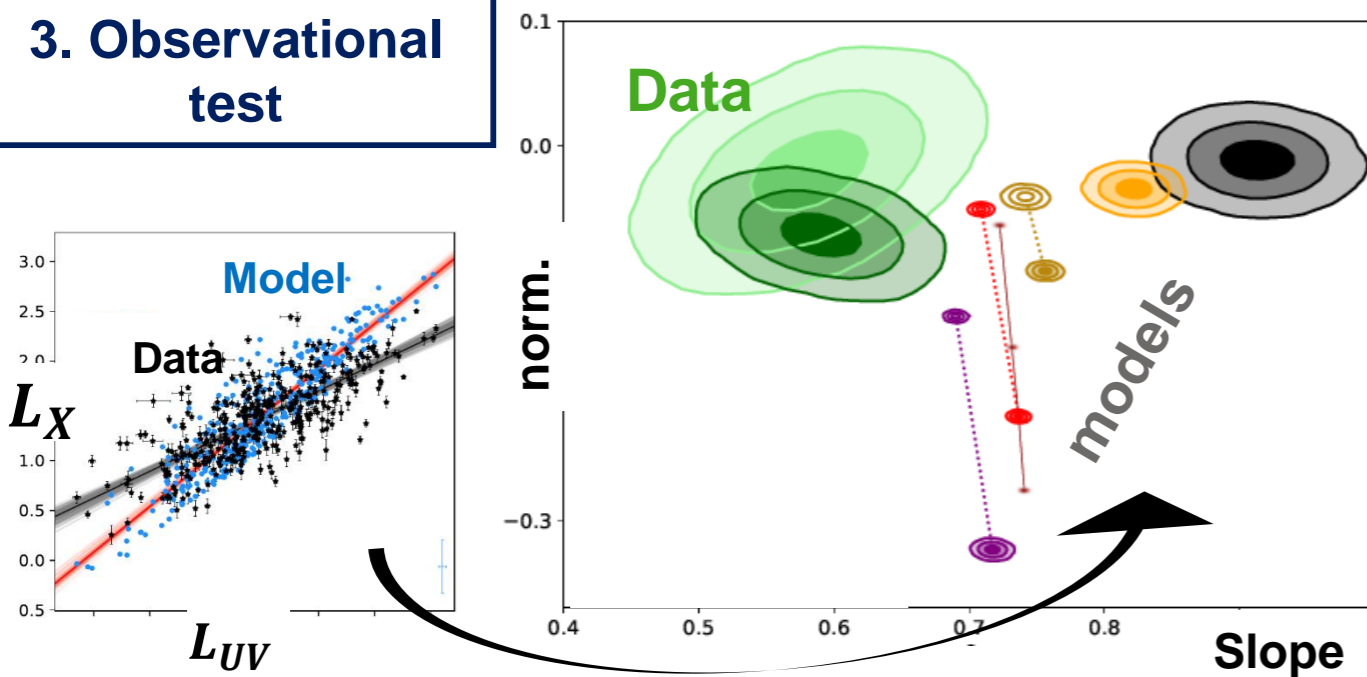 3. Observational
test
0.1
Data
0.0
norm.
models
−0.3
0.4
0.5
0.6
0.7
0.8
Slope
3.0
Model
2.5
2.0
Data
L_X
1.0
0.5
0.0
0.5
L_UV